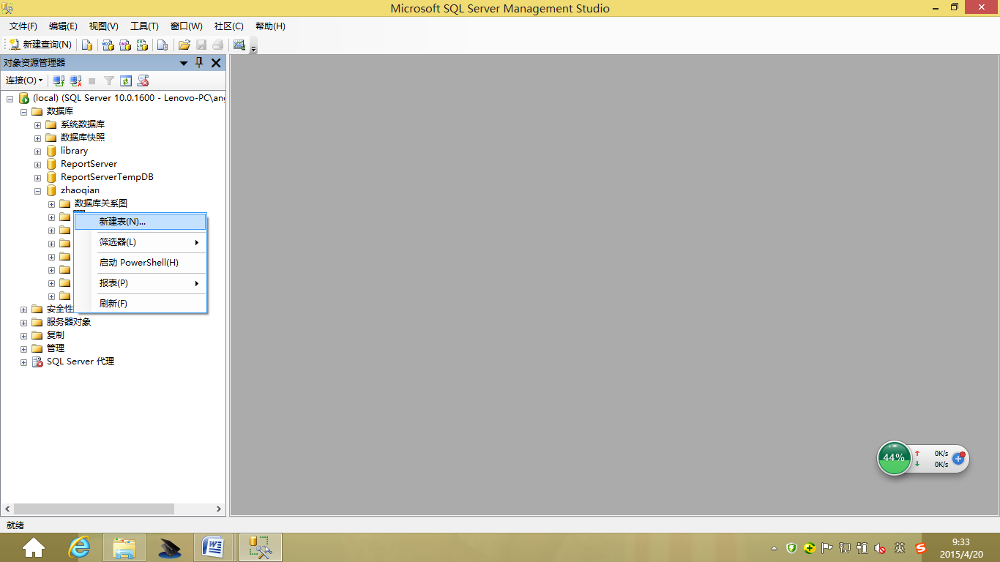 Microsoft SQL Server Management Studio
文件(F) 编辑(E) 视图(V) 工具(T) 窗口(W) 社区(C) 帮助(H)
新建查询(N)
对象资源管理器
连接(O)
(local) (SQL Server 10.0.1600 - Lenovo-PC\an
数据库
系统数据库
数据库快照
library
ReportServer
ReportServerTempDB
zhaoqian
数据库关系图
新建表(N)...
筛选器(L)
启动 PowerShell(H)
报表(P)
刷新(F)
安全性
服务器对象
复制
管理
SQL Server 代理
44%
0K/s
0K/s
就绪
英
9:33
2015/4/20